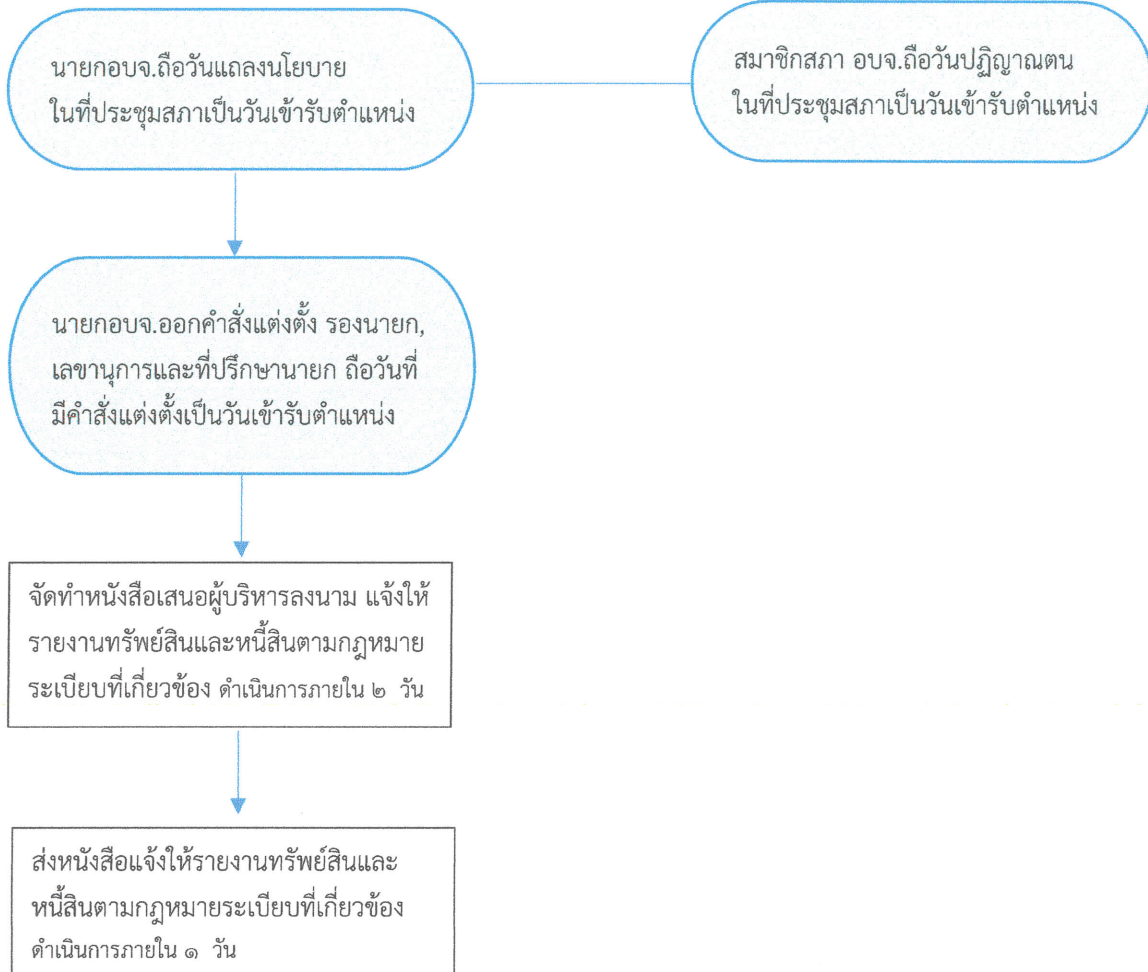 นายกอบจ.ถือวันแถลงนโยบาย
ในที่ประชุมสภาเป็นวันเข้ารับตำแหน่ง
สมาชิกสภา อบจ.ถือวันปฏิญาณตน
ในที่ประชุมสภาเป็นวันเข้ารับตำแหน่ง
นายกอบจ.ออกคำสั่งแต่งตั้ง รองนายก,
เลขานุการและที่ปรึกษานายก ถือวันที่
มีคำสั่งแต่งตั้งเป็นวันเข้ารับตำแหน่ง
จัดทำหนังสือเสนอผู้บริหารลงนาม แจ้งให้
รายงานทรัพย์สินและหนี้สินตามกฎหมาย
ระเบียบที่เกี่ยวข้อง ดำเนินการภายใน ๒ วัน
ส่งหนังสือแจ้งให้รายงานทรัพย์สินและ
หนี้สินตามกฎหมายระเบียบที่เกี่ยวข้อง
ดำเนินการภายใน ๑ วัน